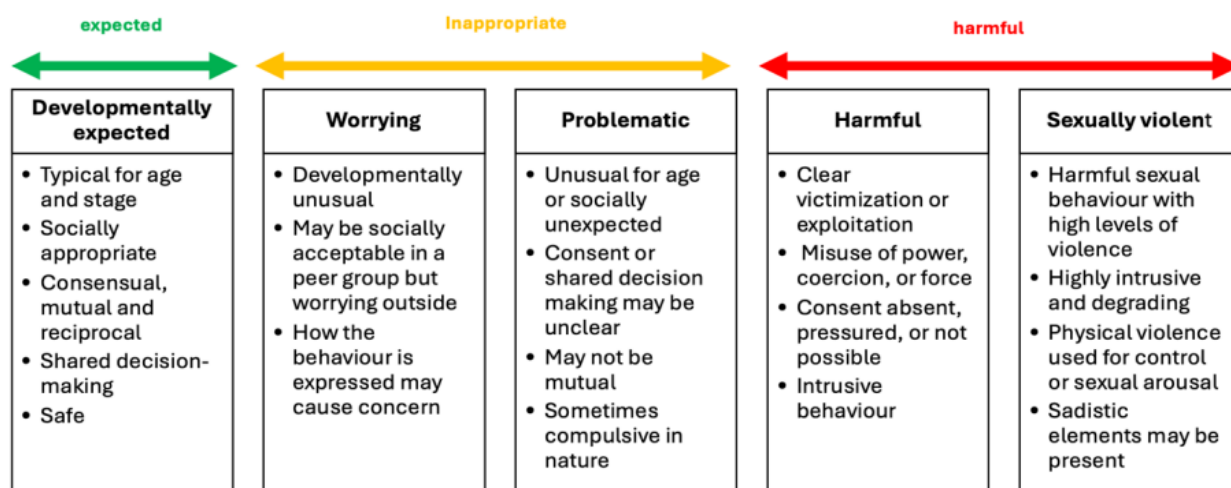 expected
Inappropriate
harmful
Developmentally
expected
• Typical for age
and stage
• Socially
appropriate
• Consensual,
mutual and
reciprocal
• Shared decision-
making
• Safe
Worrying
• Developmentally
unusual
• May be socially
acceptable in a
peer group but
worrying outside
• How the
behaviour is
expressed may
cause concern
Problematic
• Unusual for age
or socially
unexpected
• Consent or
shared decision
making may be
unclear
• May not be
mutual
• Sometimes
compulsive in
nature
Harmful
• Clear
victimization or
exploitation
• Misuse of power,
coercion, or force
• Consent absent,
pressured, or not
possible
• Intrusive
behaviour
Sexually violent
• Harmful sexual
behaviour with
high levels of
violence
• Highly intrusive
and degrading
• Physical violence
used for control
or sexual arousal
• Sadistic
elements may be
present